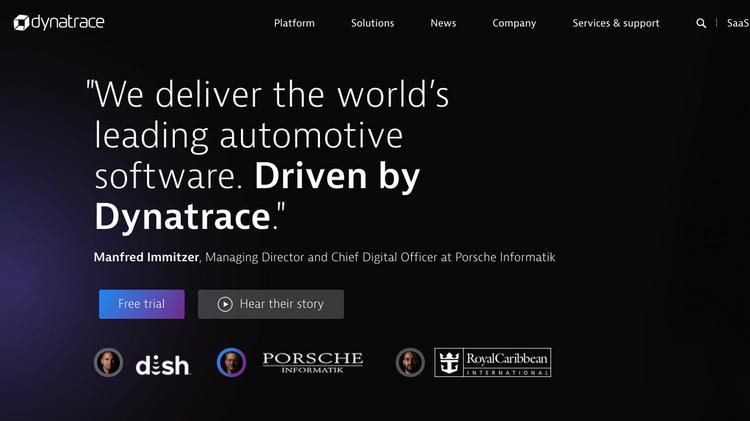 dynatrace
Platform Solutions News Company Services & support SaaS
"We deliver the world's
leading automotive
software. Driven by
Dynatrace."
Manfred Immitzer, Managing Director and Chief Digital Officer at Porsche Informatik
Free trial Hear their story
dish PORSCHE RoyalCaribbean
INFORMATIK INTERNATIONAL